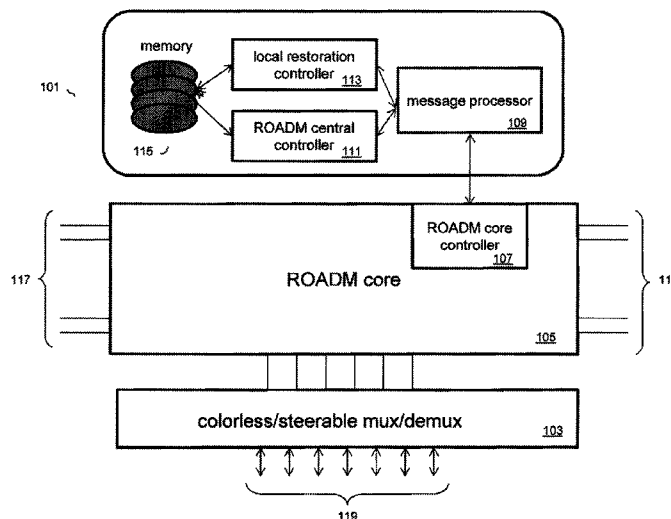 memory
local restoration
controller
113
101
message processor
109
ROADM central
controller
111
115
ROADM core
controller
107
117
ROADM core
11
105
colorless/steerable mux/demux
103
119